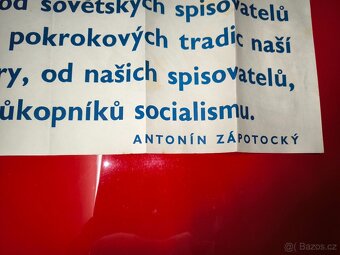 od sovětských spisovatelů
pokrokových tradic naší
ry, od našich spisovatelů,
ůkopníků socialismu.
ANTONÍN ZÁPOTOCKÝ
Bazos.cz